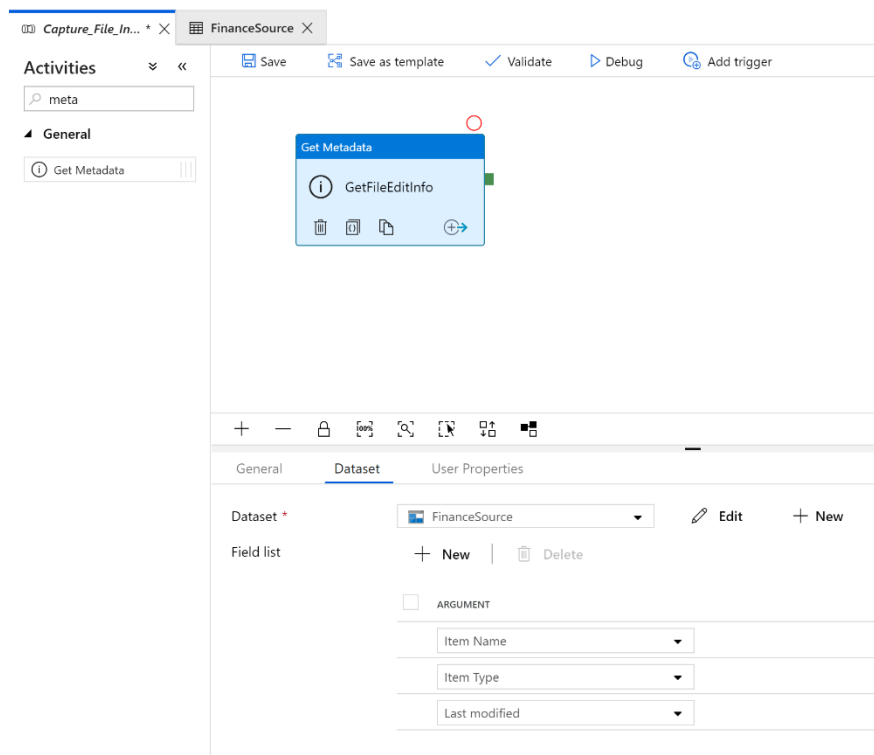 Capture_File_In... *
FinanceSource
Activities
meta
General
Get Metadata
Save
Save as template
Validate
Debug
Add trigger
Get Metadata
GetFileEditInfo
100%
General
Dataset
User Properties
Dataset *
FinanceSource
Edit
New
Field list
New
Delete
ARGUMENT
Item Name
Item Type
Last modified